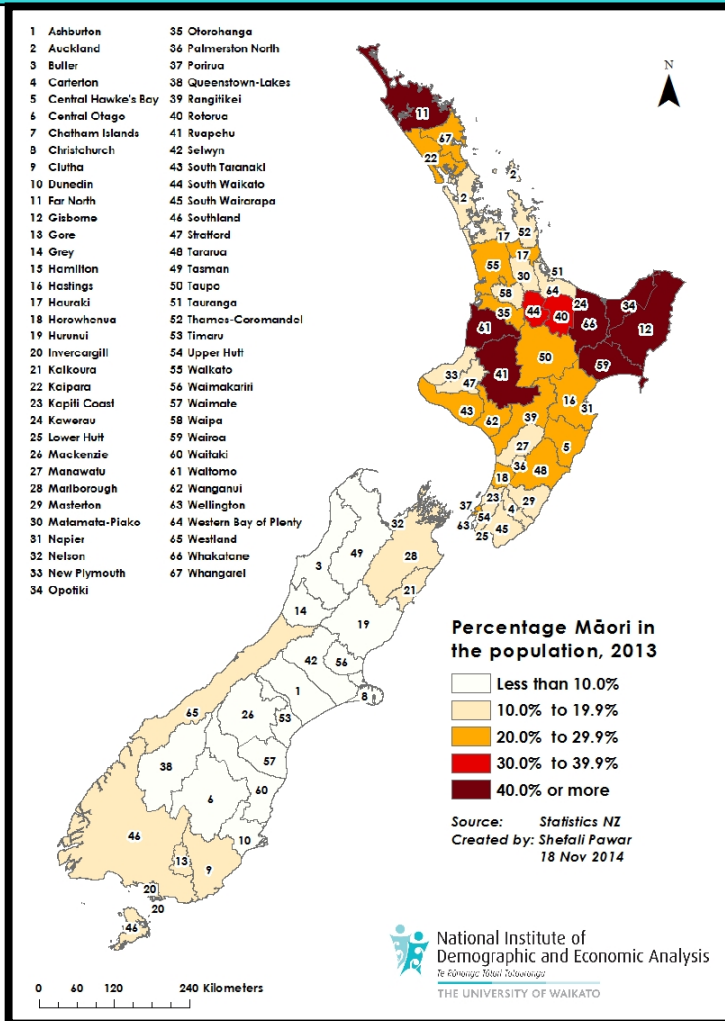 1 Ashburton
2 Auckland
3 Buller
4 Carterton
5 Central Hawke's Bay
6 Central Otago
7 Chatham Islands
8 Christchurch
9 Clutha
10 Dunedin
11 Far North
12 Gisborne
13 Gore
14 Grey
15 Hamilton
16 Hastings
17 Hauraki
18 Horowhenua
19 Hurunui
20 Invercargill
21 Kaikoura
22 Kaipara
23 Kapiti Coast
24 Kawerau
25 Lower Hutt
26 Mackenzie
27 Manawatu
28 Marlborough
29 Masterton
30 Matamata-Piako
31 Napier
32 Nelson
33 New Plymouth
34 Opotiki
35 Otorohanga
36 Palmerston North
37 Porirua
38 Queenstown-Lakes
39 Rangitikei
40 Rotorua
41 Ruapehu
42 Selwyn
43 South Taranaki
44 South Waikato
45 South Wairarapa
46 Southland
47 Stratford
48 Tararua
49 Tasman
50 Taupo
51 Tauranga
52 Thames-Coromandel
53 Timaru
54 Upper Hutt
55 Waikato
56 Waimakariri
57 Waimate
58 Waipa
59 Wairoa
60 Waitaki
61 Waitomo
62 Wanganui
63 Wellington
64 Western Bay of Plenty
65 Westland
66 Whakatane
67 Whangarei
N
11
67
22
2
2
52
17
17
55
30
51
64
58
24
34
35
44
40
66
12
61
50
59
41
33
47
16
31
43
62
39
27
5
36
48
18
23
29
37
4
54
63
45
25
32
49
28
3
21
14
19
42
56
1
8
65
26
53
38
57
60
6
46
10
13
9
20
20
46
Percentage Māori in
the population, 2013
Less than 10.0%
10.0% to 19.9%
20.0% to 29.9%
30.0% to 39.9%
40.0% or more
Source: Statistics NZ
Created by: Shefali Pawar
18 Nov 2014
National Institute of
Demographic and Economic Analysis
THE UNIVERSITY OF WAIKATO
0 60 120 240 Kilometers